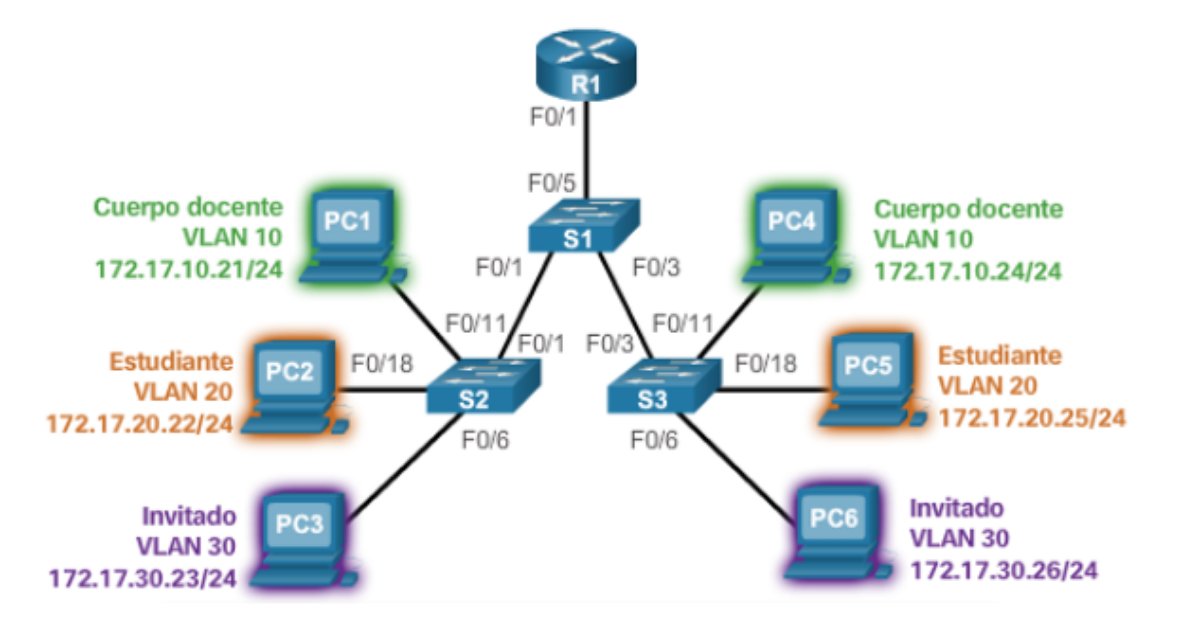 R1
F0/1
F0/5
S1
F0/1
F0/3
Cuerpo docente
VLAN 10
172.17.10.21/24
PC1
PC4
Cuerpo docente
VLAN 10
172.17.10.24/24
F0/11
F0/1
F0/3
F0/11
Estudiante
VLAN 20
172.17.20.22/24
PC2
F0/18
S2
S3
F0/18
PC5
Estudiante
VLAN 20
172.17.20.25/24
F0/6
F0/6
Invitado
VLAN 30
172.17.30.23/24
PC3
PC6
Invitado
VLAN 30
172.17.30.26/24